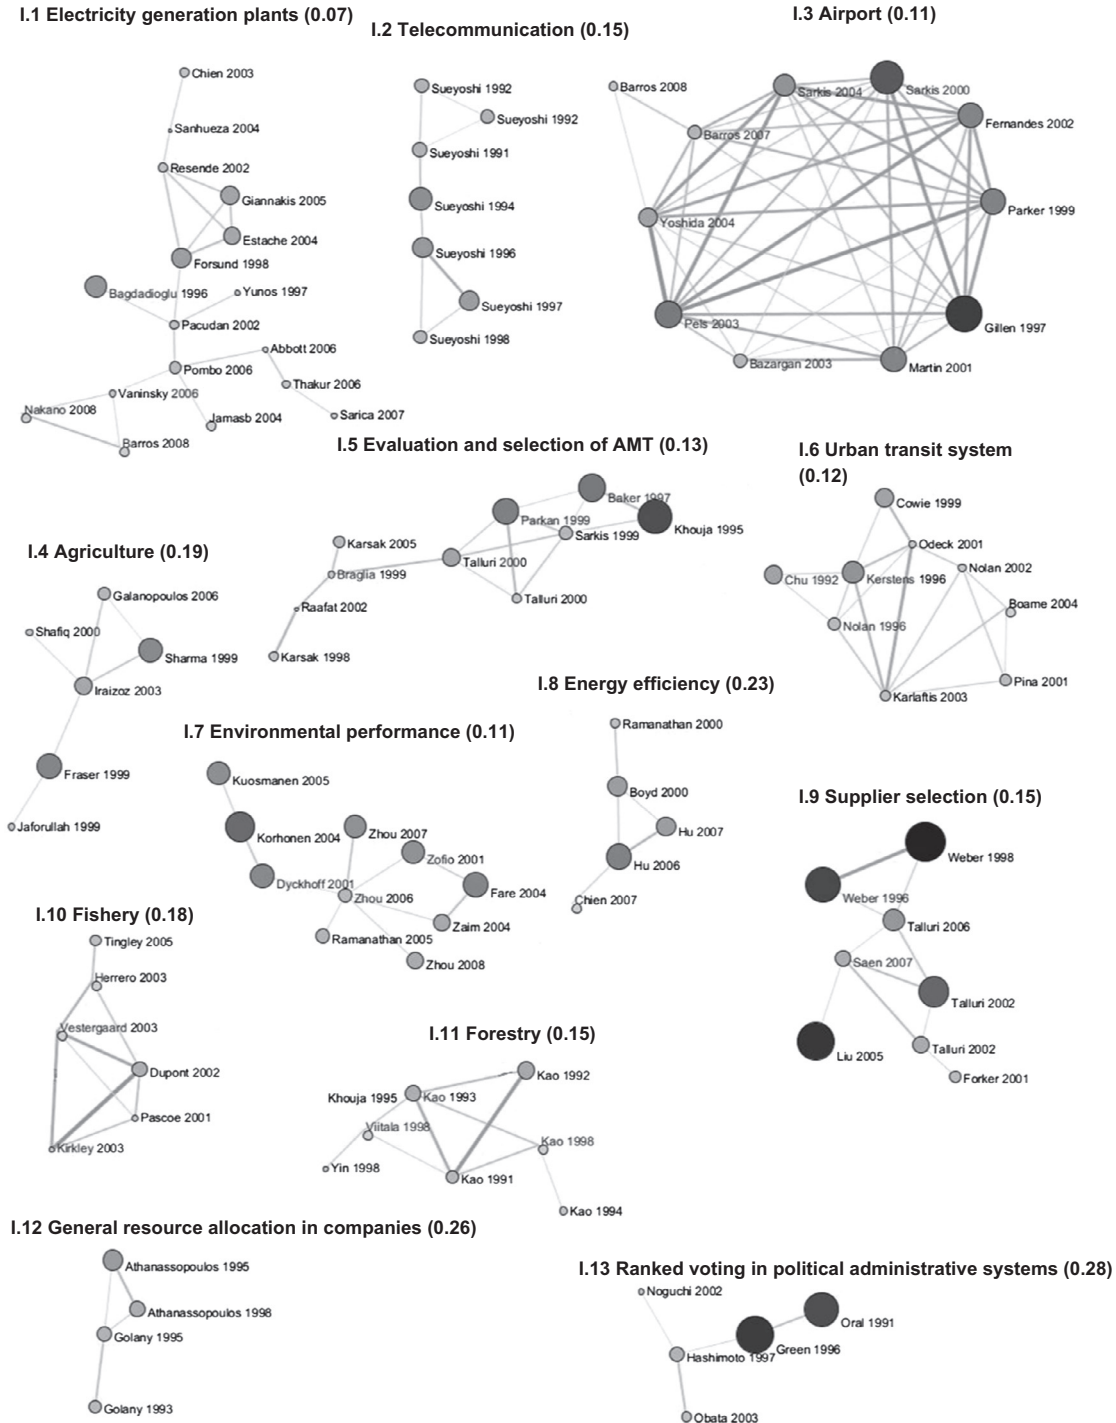 I.1 Electricity generation plants (0.07)
Chien 2003
Sanhueza 2004
Resende 2002
Giannakis 2005
Estache 2004
Forsund 1998
Bagdadioglu 1996
Yunos 1997
Pacudan 2002
Abbott 2006
Pombo 2006
Thakur 2006
Vaninsky 2006
Nakano 2008
Jamasb 2004
Sarica 2007
Barros 2008
I.2 Telecommunication (0.15)
Sueyoshi 1992
Sueyoshi 1992
Sueyoshi 1991
Sueyoshi 1994
Sueyoshi 1996
Sueyoshi 1997
Sueyoshi 1998
I.3 Airport (0.11)
Barros 2008
Sarkis 2004
Sarkis 2000
Fernandes 2002
Barros 2007
Parker 1999
Yoshida 2004
Pels 2003
Gillen 1997
Bazargan 2003
Martin 2001
I.4 Agriculture (0.19)
Galanopoulos 2006
Shafiq 2000
Sharma 1999
Iraizoz 2003
Fraser 1999
Jaforullah 1999
I.5 Evaluation and selection of AMT (0.13)
Baker 1997
Parkan 1999
Khouja 1995
Sarkis 1999
Karsak 2005
Talluri 2000
Braglia 1999
Talluri 2000
Raafat 2002
Karsak 1998
I.6 Urban transit system
(0.12)
Cowie 1999
Odeck 2001
Nolan 2002
Chu 1992
Kerstens 1996
Boame 2004
Nolan 1996
Pina 2001
Karlaftis 2003
I.7 Environmental performance (0.11)
Kuosmanen 2005
Korhonen 2004
Zhou 2007
Zofio 2001
Dyckhoff 2001
Fare 2004
Zhou 2006
Zaim 2004
Ramanathan 2005
Zhou 2008
I.8 Energy efficiency (0.23)
Ramanathan 2000
Boyd 2000
Hu 2007
Hu 2006
Chien 2007
I.9 Supplier selection (0.15)
Weber 1998
Weber 1996
Talluri 2006
Saen 2007
Talluri 2002
Liu 2005
Talluri 2002
Forker 2001
I.10 Fishery (0.18)
Tingley 2005
Herrero 2003
Vestergaard 2003
Dupont 2002
Pascoe 2001
Kirkley 2003
I.11 Forestry (0.15)
Kao 1992
Khouja 1995
Kao 1993
Viitala 1998
Kao 1998
Yin 1998
Kao 1991
Kao 1994
I.12 General resource allocation in companies (0.26)
Athanassopoulos 1995
Athanassopoulos 1998
Golany 1995
Golany 1993
I.13 Ranked voting in political administrative systems (0.28)
Noguchi 2002
Oral 1991
Green 1996
Hashimoto 1997
Obata 2003